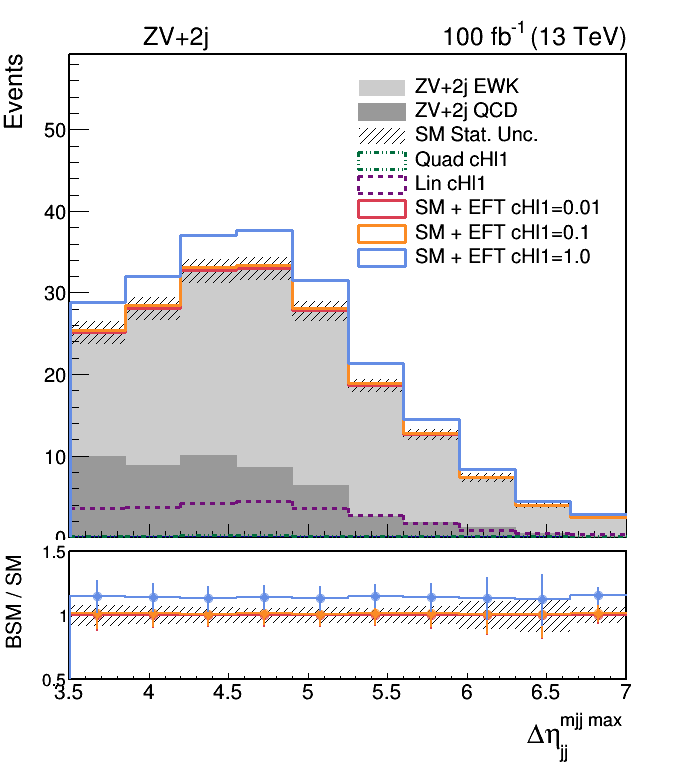 ZV+2j 100 fb⁻¹ (13 TeV)
Events
50
40
30
20
10
0
ZV+2j EWK
ZV+2j QCD
SM Stat. Unc.
Quad cHl1
Lin cHl1
SM + EFT cHl1=0.01
SM + EFT cHl1=0.1
SM + EFT cHl1=1.0
BSM / SM
1.5
1
0.5
3.5 4 4.5 5 5.5 6 6.5 7
Δη_jj^mjj max